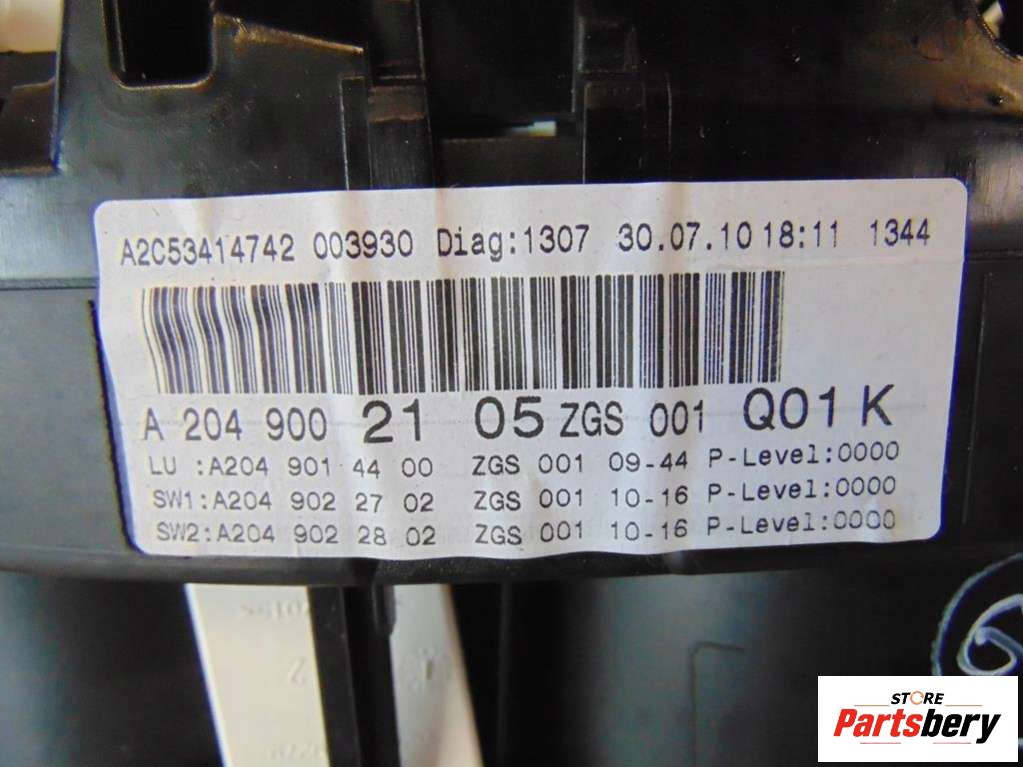 A2C53414742 003930 Diag:1307 30.07.10 18:11 1344
A 204 900 21 05 ZGS 001 Q01 K
LU :A204 901 44 00 ZGS 001 09-44 P-Level:0000
SW1:A204 902 27 02 ZGS 001 10-16 P-Level:0000
SW2:A204 902 28 02 ZGS 001 10-16 P-Level:0000
STORE
Partsbery